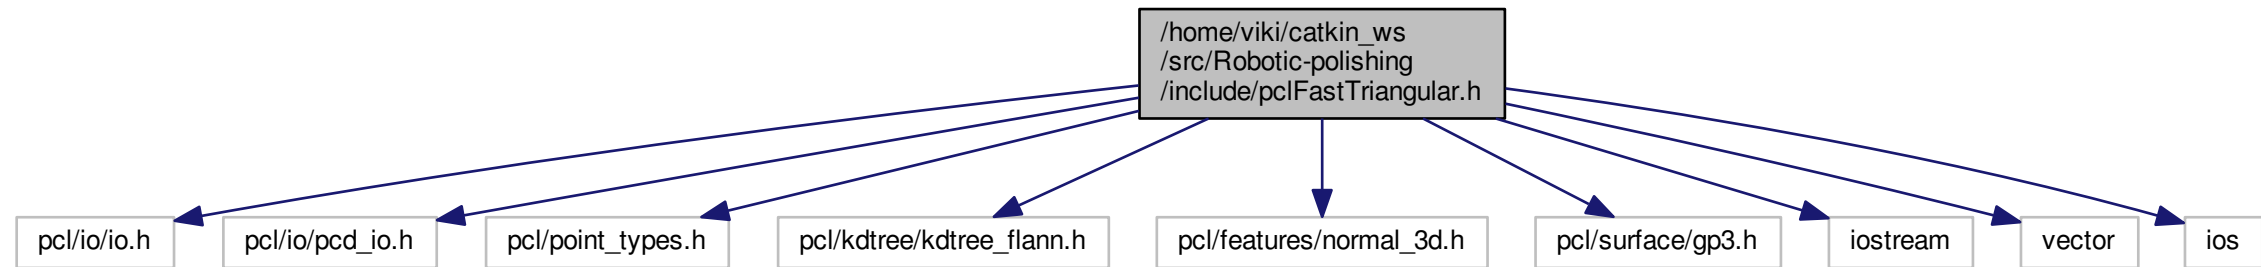 /home/viki/catkin_ws
/src/Robotic-polishing
/include/pclFastTriangular.h
pcl/io/io.h
pcl/io/pcd_io.h
pcl/point_types.h
pcl/kdtree/kdtree_flann.h
pcl/features/normal_3d.h
pcl/surface/gp3.h
iostream
vector
ios